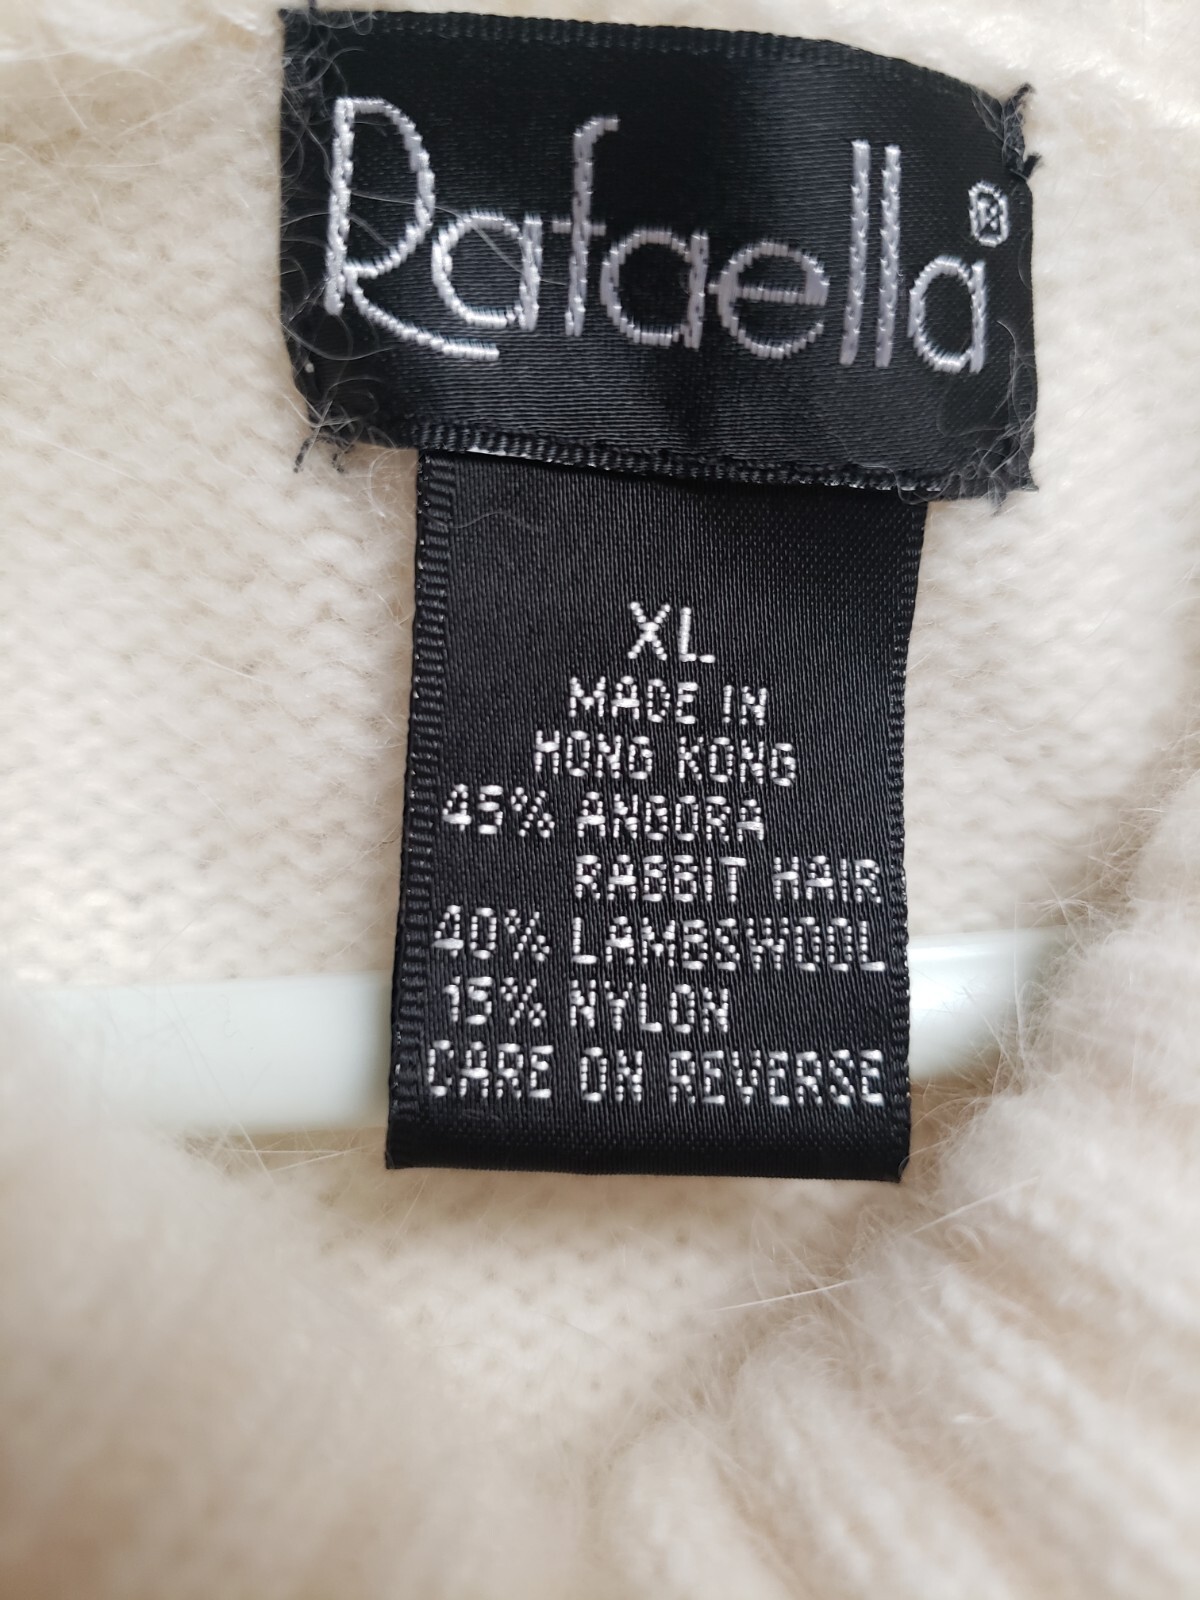 Rafaella®
XL
MADE IN
HONG KONG
45% ANGORA
RABBIT HAIR
40% LAMBSWOOL
15% NYLON
CARE ON REVERSE